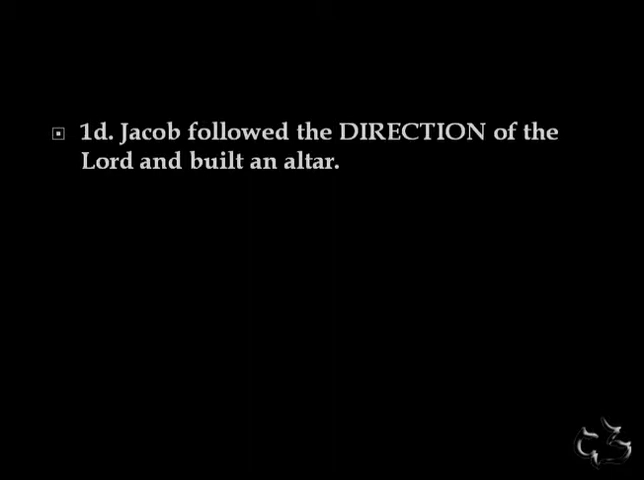 1d. Jacob followed the DIRECTION of the
Lord and built an altar.